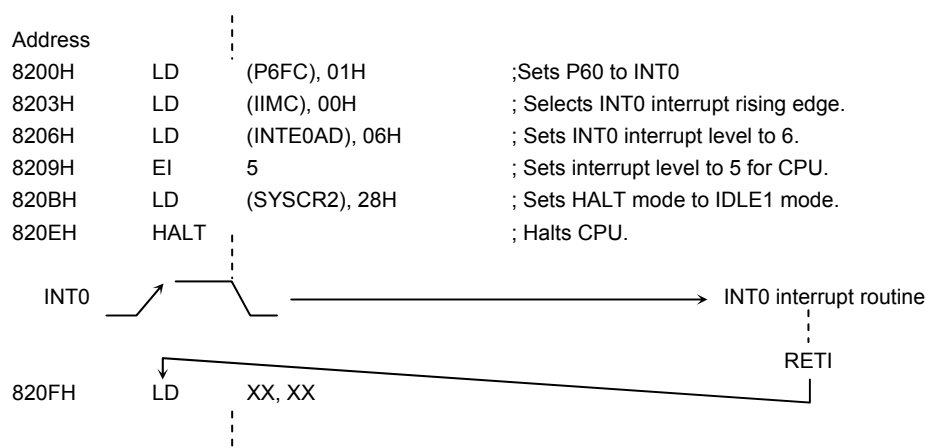 Address
8200H LD (P6FC), 01H ;Sets P60 to INT0
8203H LD (IIMC), 00H ; Selects INT0 interrupt rising edge.
8206H LD (INTE0AD), 06H ; Sets INT0 interrupt level to 6.
8209H EI 5 ; Sets interrupt level to 5 for CPU.
820BH LD (SYSCR2), 28H ; Sets HALT mode to IDLE1 mode.
820EH HALT ; Halts CPU.
INT0 INT0 interrupt routine
RETI
820FH LD XX, XX